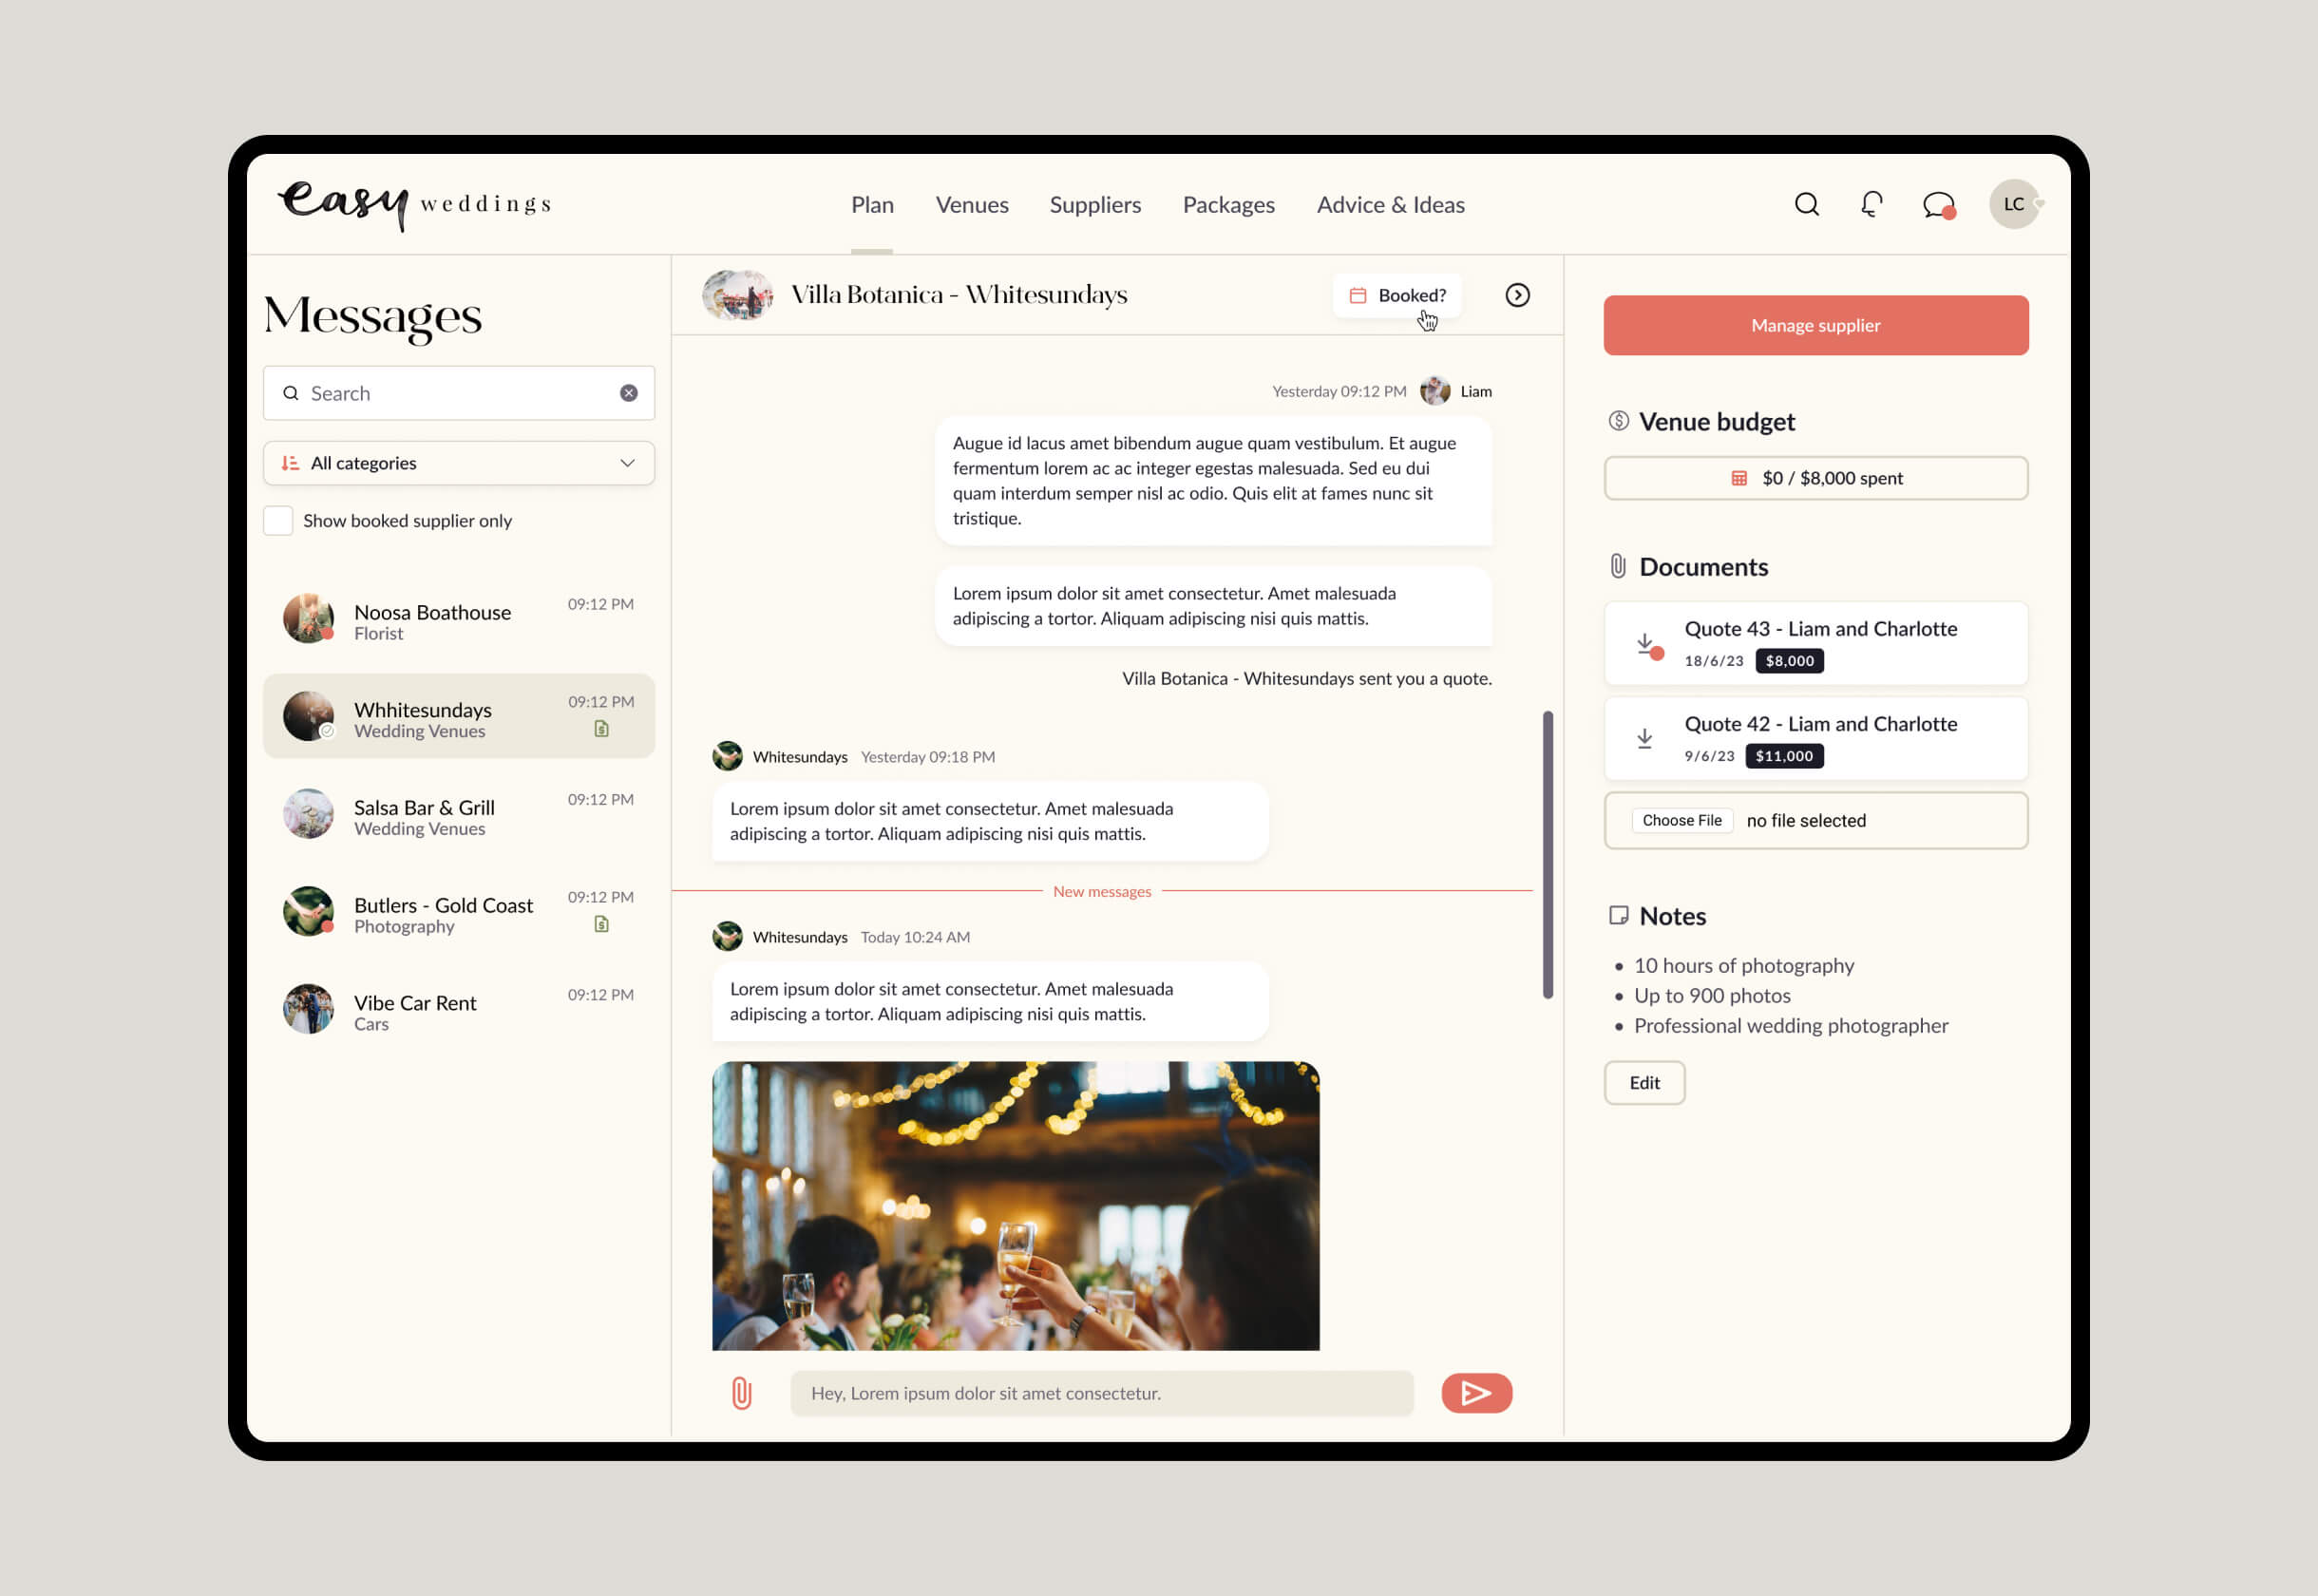 easy weddings
Plan
Venues
Suppliers
Packages
Advice & Ideas
LC
Messages
Search
All categories
Show booked supplier only
Noosa Boathouse
09:12 PM
Florist
Whhitesundays
09:12 PM
Wedding Venues
Salsa Bar & Grill
09:12 PM
Wedding Venues
Butlers - Gold Coast
09:12 PM
Photography
Vibe Car Rent
09:12 PM
Cars
Villa Botanica - Whitesundays
Booked?
Yesterday 09:12 PM
Liam
Augue id lacus amet bibendum augue quam vestibulum. Et augue
fermentum lorem ac ac integer egestas malesuada. Sed eu dui
quam interdum semper nisl ac odio. Quis elit at fames nunc sit
tristique.
Lorem ipsum dolor sit amet consectetur. Amet malesuada
adipiscing a tortor. Aliquam adipiscing nisi quis mattis.
Villa Botanica - Whitesundays sent you a quote.
Whitesundays Yesterday 09:18 PM
Lorem ipsum dolor sit amet consectetur. Amet malesuada
adipiscing a tortor. Aliquam adipiscing nisi quis mattis.
New messages
Whitesundays Today 10:24 AM
Lorem ipsum dolor sit amet consectetur. Amet malesuada
adipiscing a tortor. Aliquam adipiscing nisi quis mattis.
Hey, Lorem ipsum dolor sit amet consectetur.
Manage supplier
Venue budget
$0 / $8,000 spent
Documents
Quote 43 - Liam and Charlotte
18/6/23 $8,000
Quote 42 - Liam and Charlotte
9/6/23 $11,000
Choose File no file selected
Notes
• 10 hours of photography
• Up to 900 photos
• Professional wedding photographer
Edit